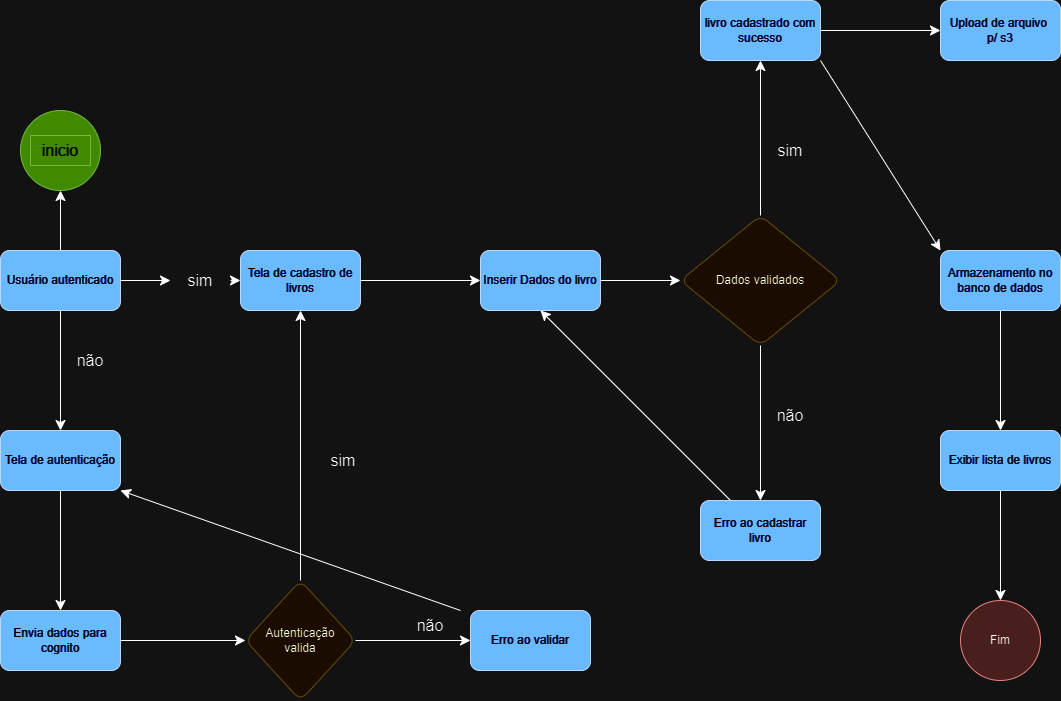 livro cadastrado com
sucesso
Upload de arquivo
p/ s3
inicio
sim
Usuário autenticado
sim
Tela de cadastro de
livros
Inserir Dados do livro
Dados validados
Armazenamento no
banco de dados
não
não
Tela de autenticação
sim
Exibir lista de livros
Erro ao cadastrar
livro
Envia dados para
cognito
Autenticação
valida
não
Erro ao validar
Fim